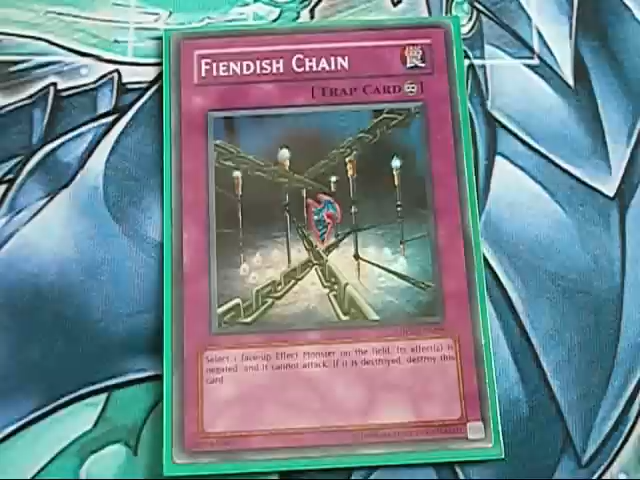 FIENDISH CHAIN
[TRAP CARD]
Select 1 face-up Effect Monster on the field. Its effect(s) is
negated, and it cannot attack. If it is destroyed, destroy this
card.